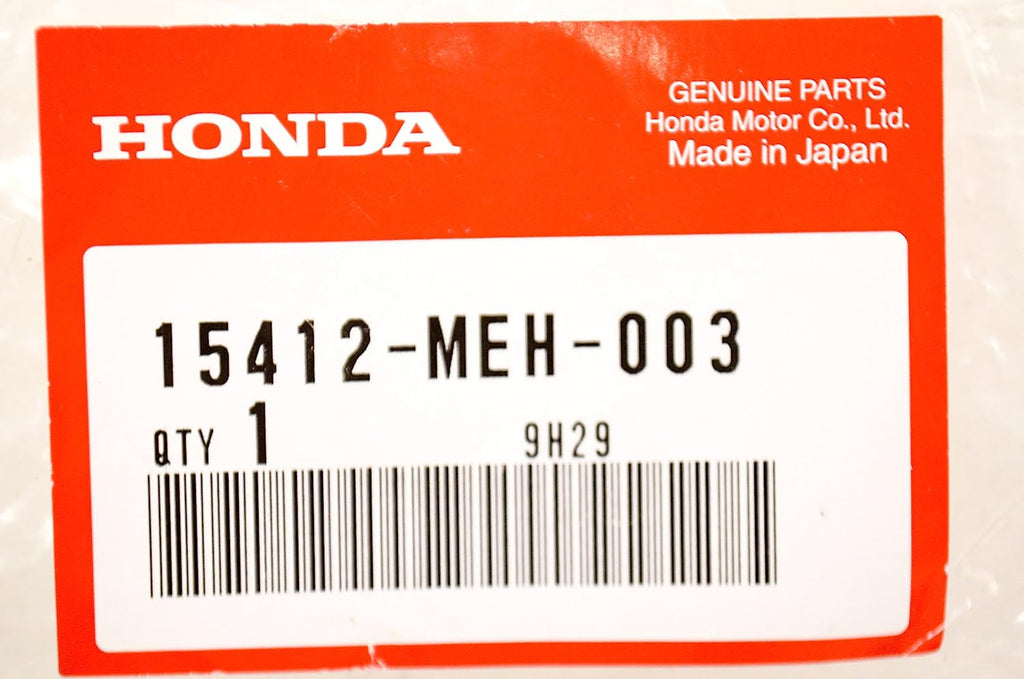 HONDA
GENUINE PARTS
Honda Motor Co., Ltd.
Made in Japan
15412-MEH-003
QTY 1 9H29